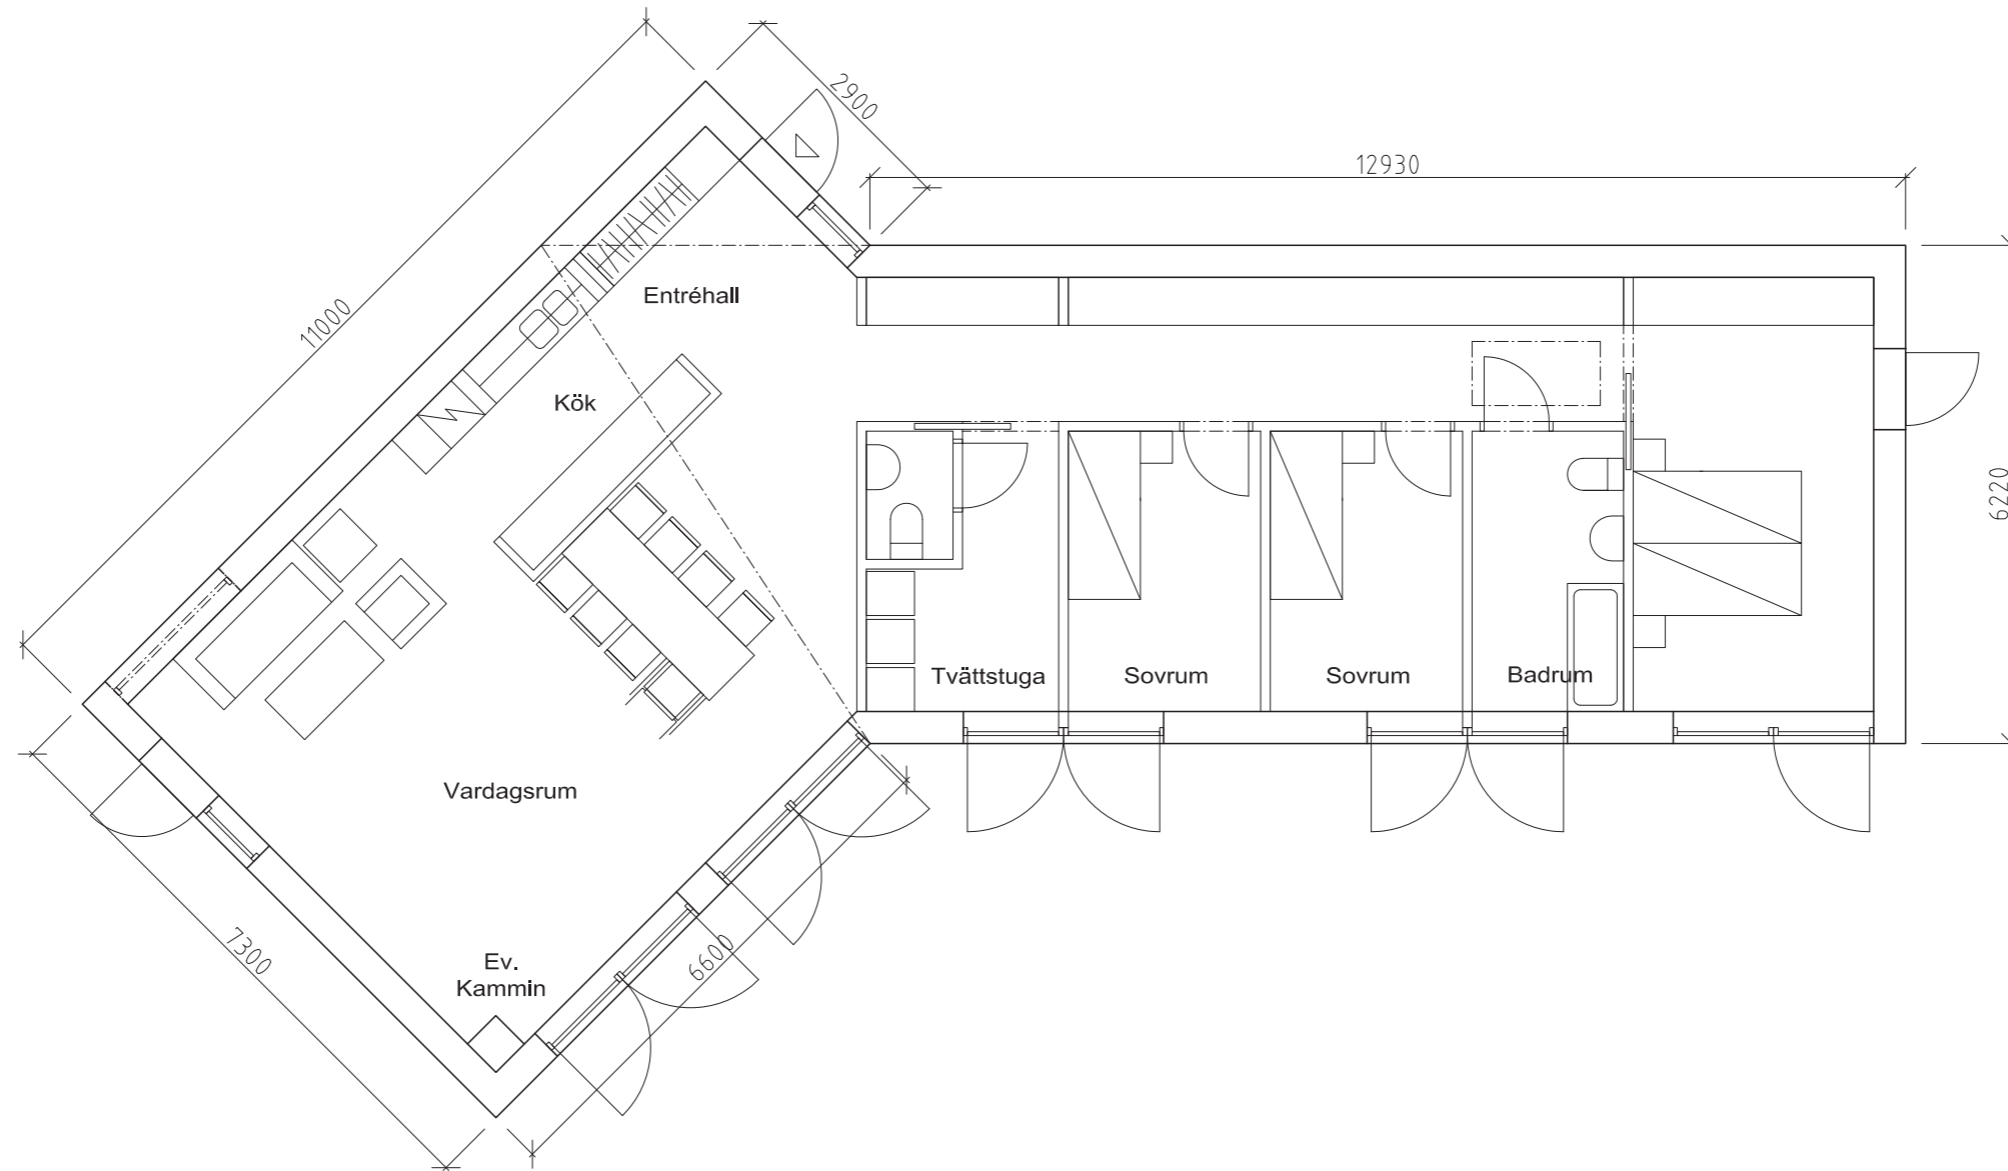 2900
12930
11000
Entréhall
Kök
6220
Tvättstuga
Sovrum
Sovrum
Badrum
Vardagsrum
7300
6600
Ev.
Kammin